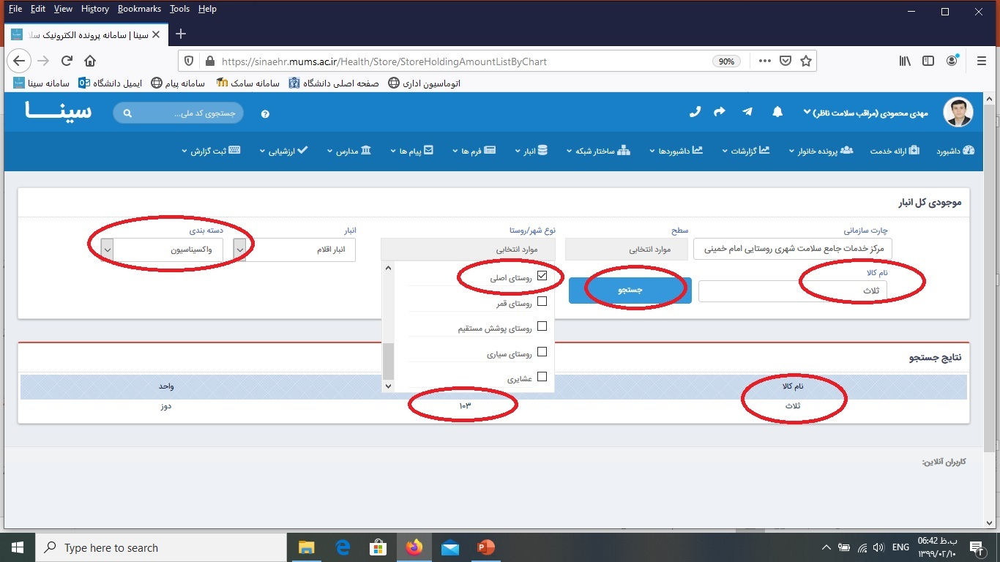 File Edit View History Bookmarks Tools Help
سینا | سامانه پرونده الکترونیک سلا
https://sinaehr.mums.ac.ir/Health/Store/StoreHoldingAmountListByChart
90%
سامانه سینا ایمیل دانشگاه سامانه پیام سامانه سامک صفحه اصلی دانشگاه اتوماسیون اداری
مهدی محمودی (مراقب سلامت ناظر)
جستجوی کد ملی...
سینا
داشبورد ارائه خدمت پرونده خانوار گزارشات داشبوردها ساختار شبکه انبار فرم ها پیام ها مدارس ارزشیابی ثبت گزارش
موجودی کل انبار
چارت سازمانی سطح نوع شهر/روستا انبار دسته بندی
مرکز خدمات جامع سلامت شهری روستایی امام خمینی موارد انتخابی موارد انتخابی انبار اقلام واکسیناسیون
نام کالا
ثلاث
جستجو
روستای اصلی
روستای قمر
روستای پوشش مستقیم
روستای سیاری
عشایری
نتایج جستجو
نام کالا واحد
ثلاث ۱۰۳ دوز
کاربران آنلاین:
Type here to search
ENG
06:42 ب.ظ
۱۳۹۹/۰۲/۱۰